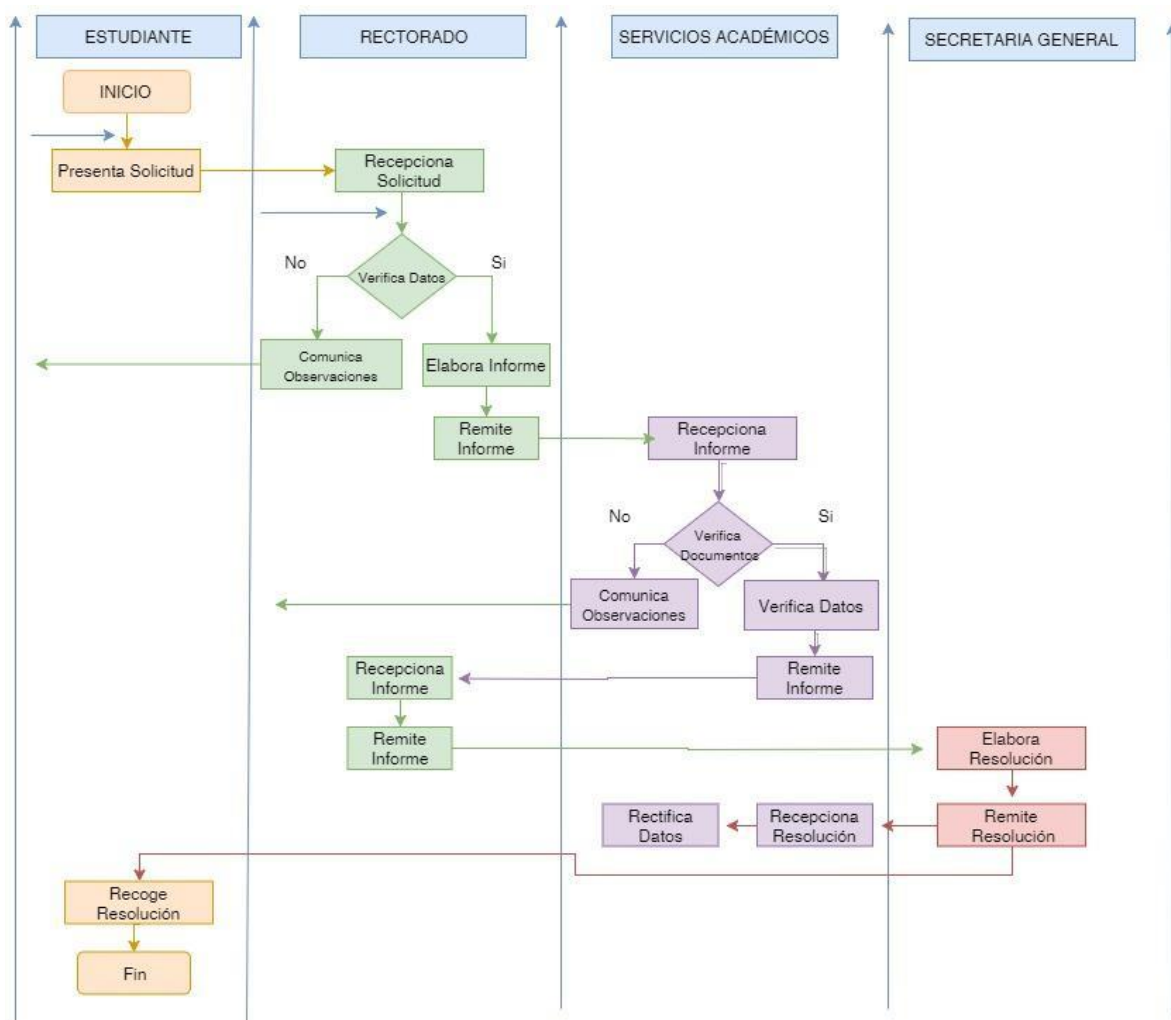 ESTUDIANTE
RECTORADO
SERVICIOS ACADÉMICOS
SECRETARIA GENERAL
INICIO
Presenta Solicitud
Recepciona
Solicitud
No
Si
Verifica Datos
Comunica
Observaciones
Elabora Informe
Remite
Informe
Recepciona
Informe
No
Si
Verifica
Documentos
Comunica
Observaciones
Verifica Datos
Recepciona
Informe
Remite
Informe
Remite
Informe
Elabora
Resolución
Rectifica
Datos
Recepciona
Resolución
Remite
Resolución
Recoge
Resolución
Fin